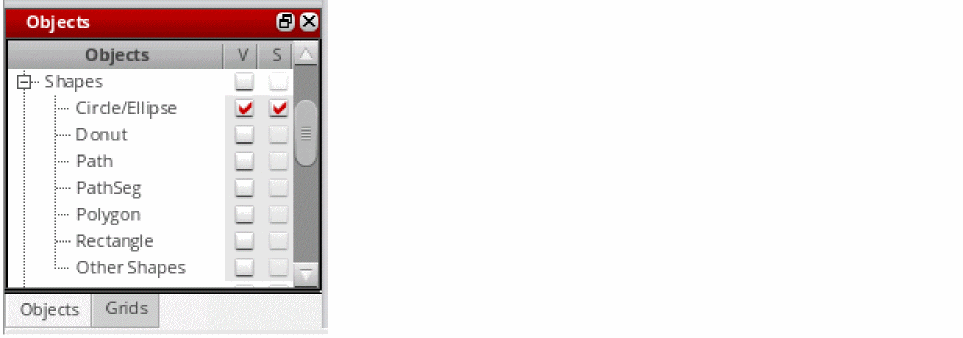 Objects
Objects V S
Shapes
Circle/Ellipse
Donut
Path
PathSeg
Polygon
Rectangle
Other Shapes
Objects Grids